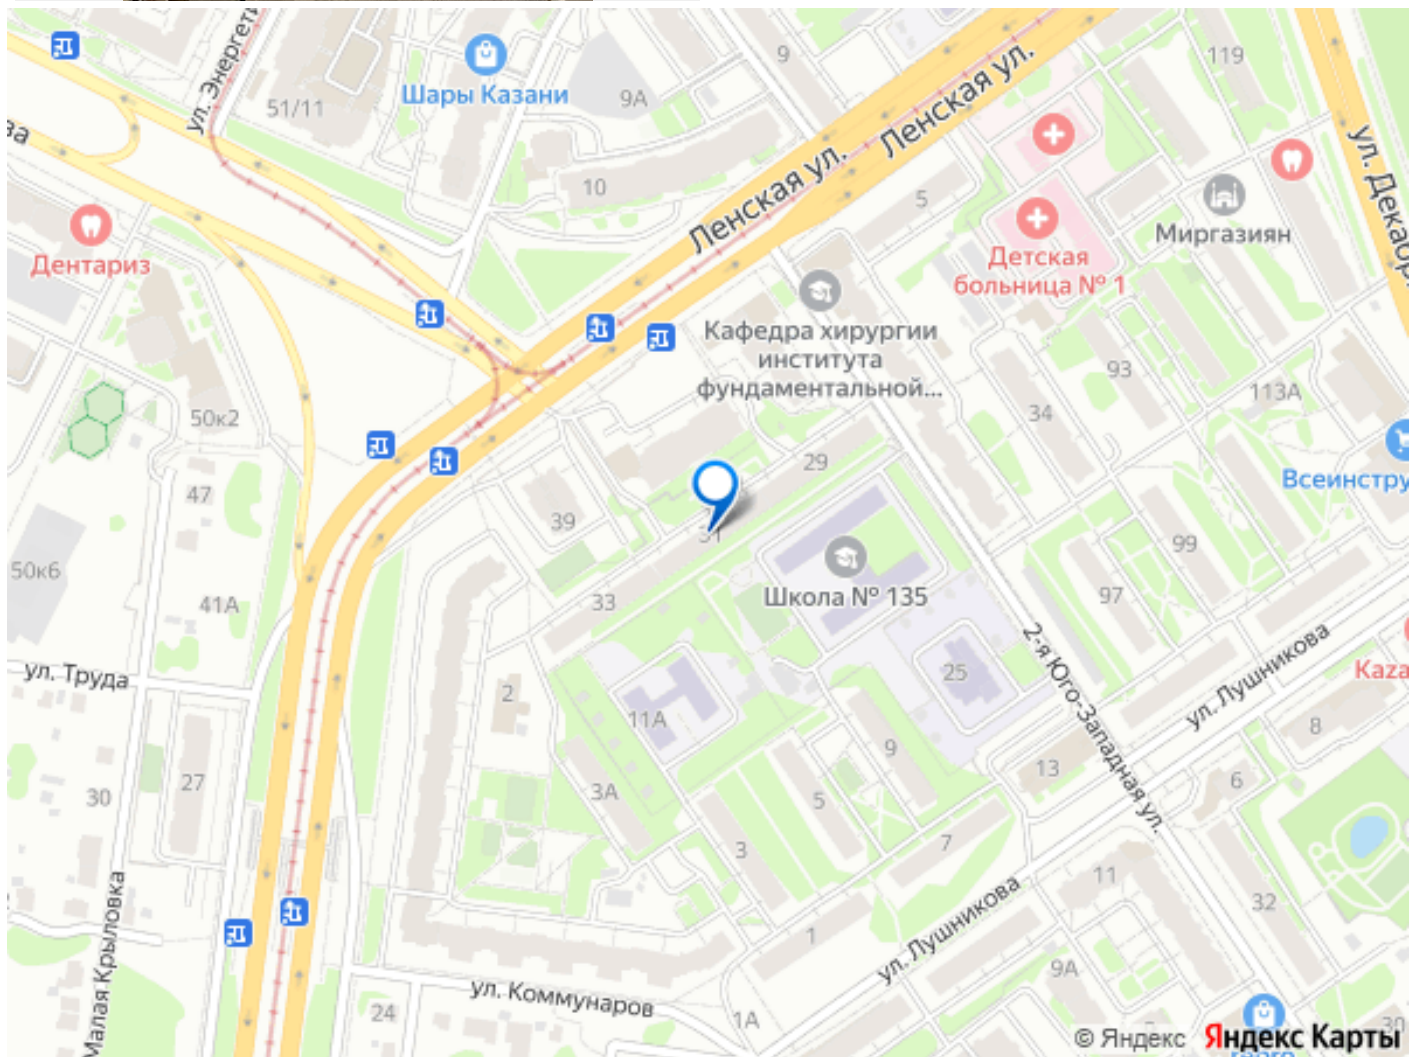 ул. Энергети
Шары Казани
9
119
51/11
9А
ва
10
Ленская ул.
Ленская ул.
5
ул. Декабр
Миргазиян
Дентариз
Детская
больница № 1
Кафедра хирургии
института
фундаментальной...
93
113А
50к2
34
29
Всеинстру
47
39
31
99
50к6
41А
33
Школа № 135
97
2-я Юго-Западная ул.
ул. Лушникова
Kaza
ул. Труда
2
25
11А
8
9
13
6
27
30
3А
5
3
7
11
32
Малая Крыловка
ул. Лушникова
1
9А
ул. Коммунаров
24
1А
30
© Яндекс Яндекс Карты